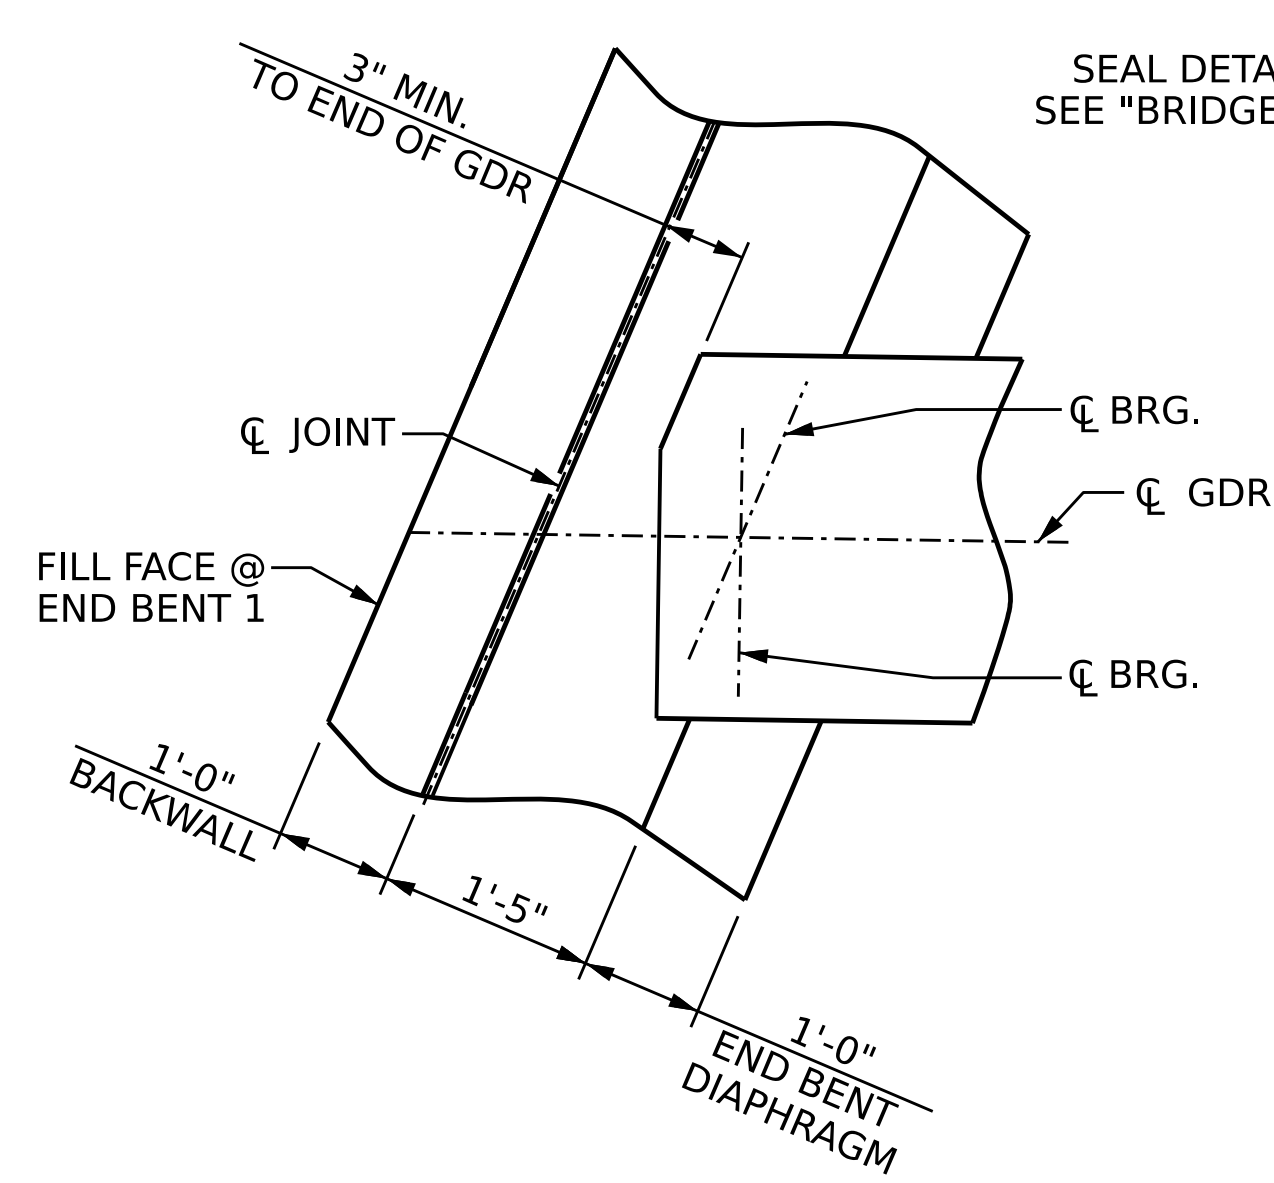 3" MIN.
TO END OF GDR
SEAL DETA
SEE "BRIDGE
℄ JOINT
℄ BRG.
℄ GDR
FILL FACE @
END BENT 1
℄ BRG.
1'-0"
BACKWALL
1'-5"
1'-0"
END BENT
DIAPHRAGM